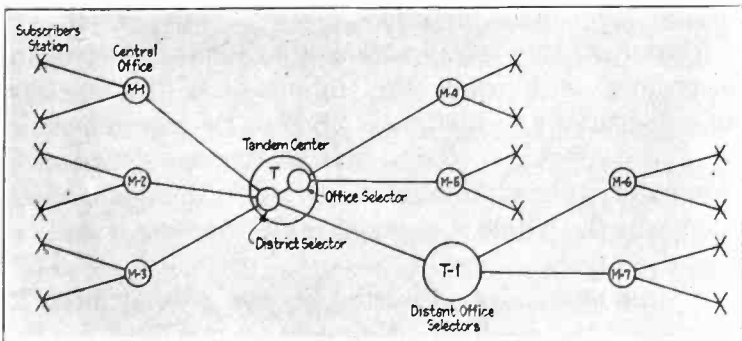 Subscribers
Station
Central
Office
M-1
M-4
Tandem Center
T
M-2
M-5
M-6
Office Selector
District Selector
M-3
T-1
M-7
Distant Office
Selectors